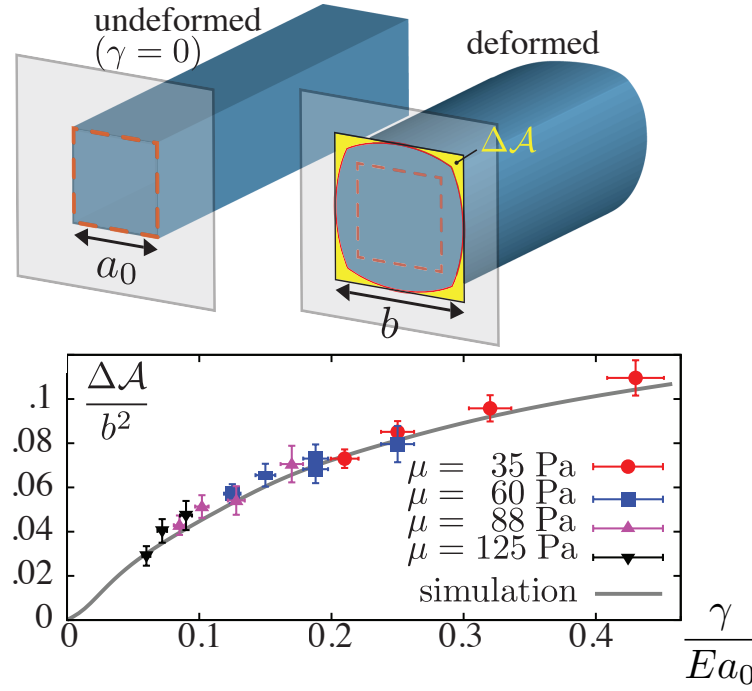 undeformed
(γ = 0)
deformed
ΔA
a₀
b
ΔA/b²
.1
.08
.06
.04
.02
0
0 0.1 0.2 0.3 0.4
μ = 35 Pa
μ = 60 Pa
μ = 88 Pa
μ = 125 Pa
simulation
γ/Ea₀